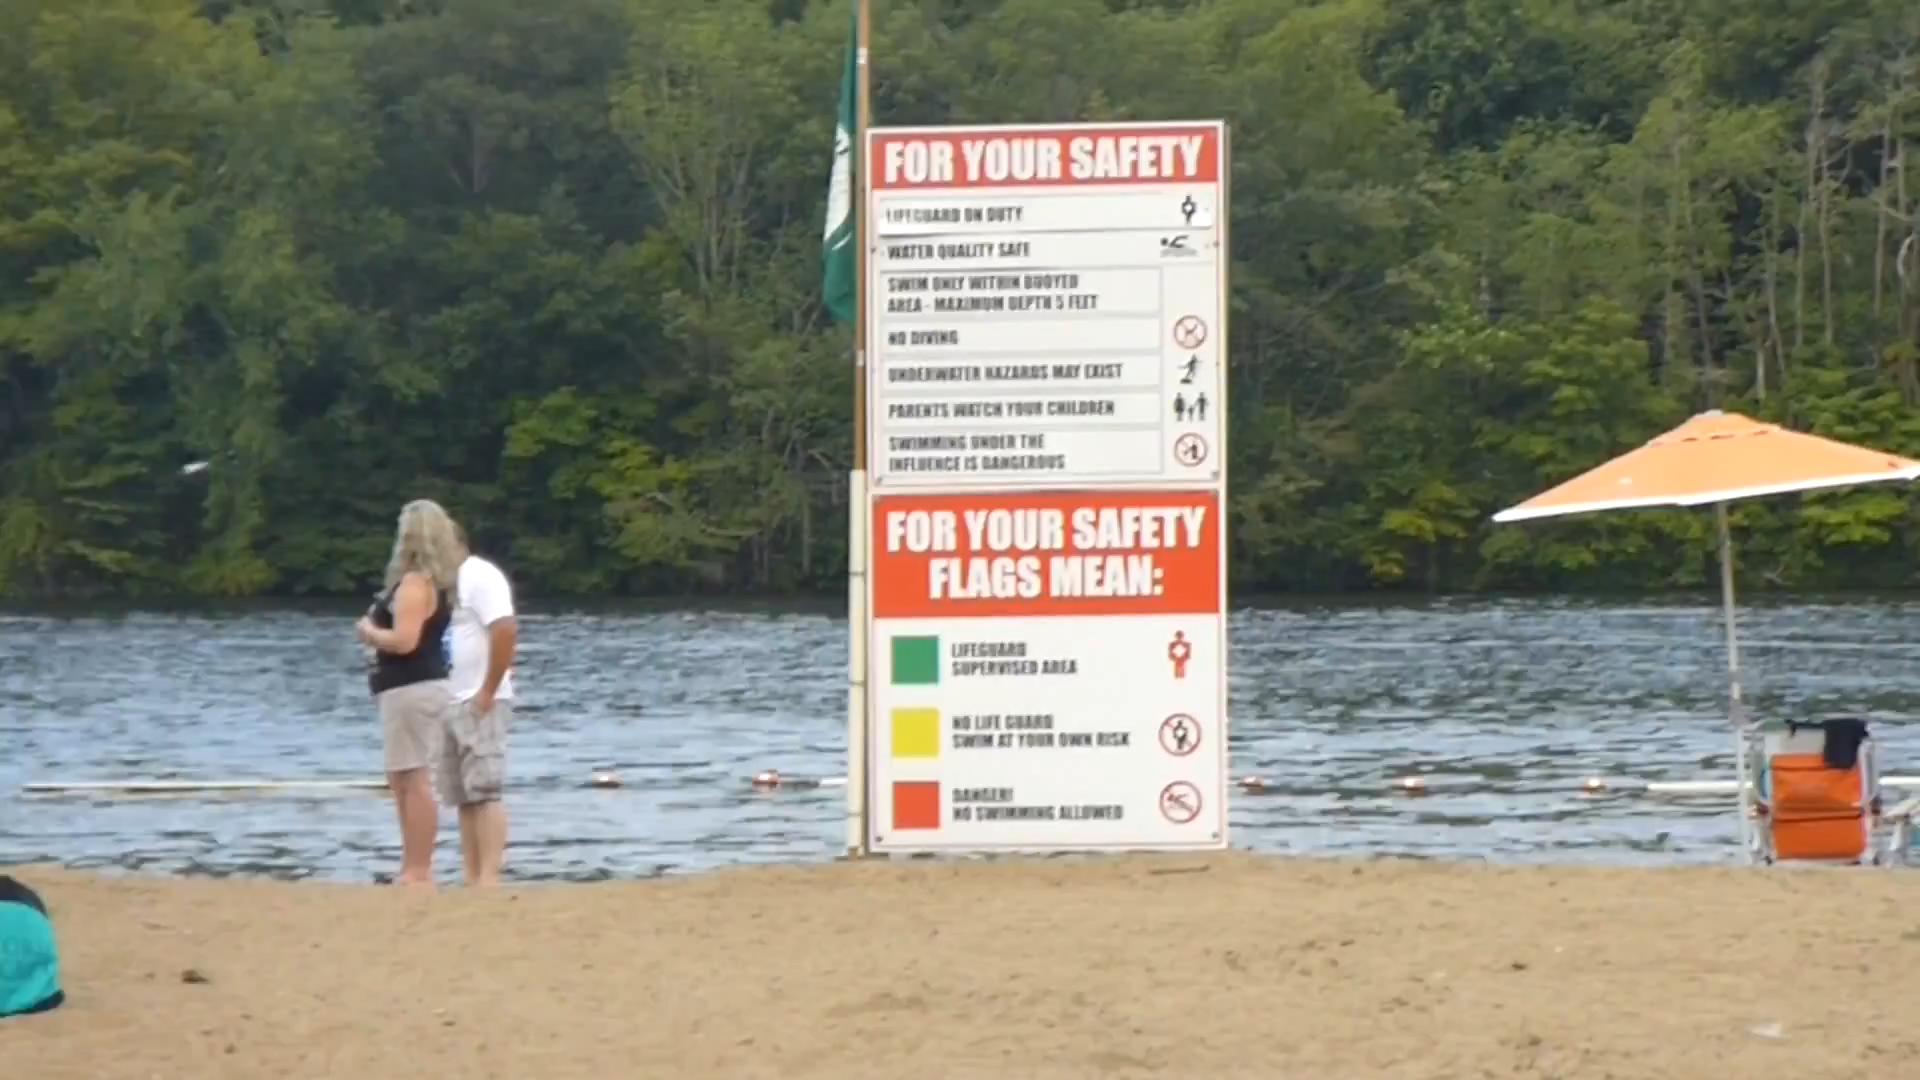 FOR YOUR SAFETY
LIFEGUARD ON DUTY
WATER QUALITY SAFE
SWIM ONLY WITHIN BUOYED
AREA - MAXIMUM DEPTH 5 FEET
NO DIVING
UNDERWATER HAZARDS MAY EXIST
PARENTS WATCH YOUR CHILDREN
SWIMMING UNDER THE
INFLUENCE IS DANGEROUS
FOR YOUR SAFETY
FLAGS MEAN:
LIFEGUARD
SUPERVISED AREA
NO LIFE GUARD
SWIM AT YOUR OWN RISK
DANGER!
NO SWIMMING ALLOWED